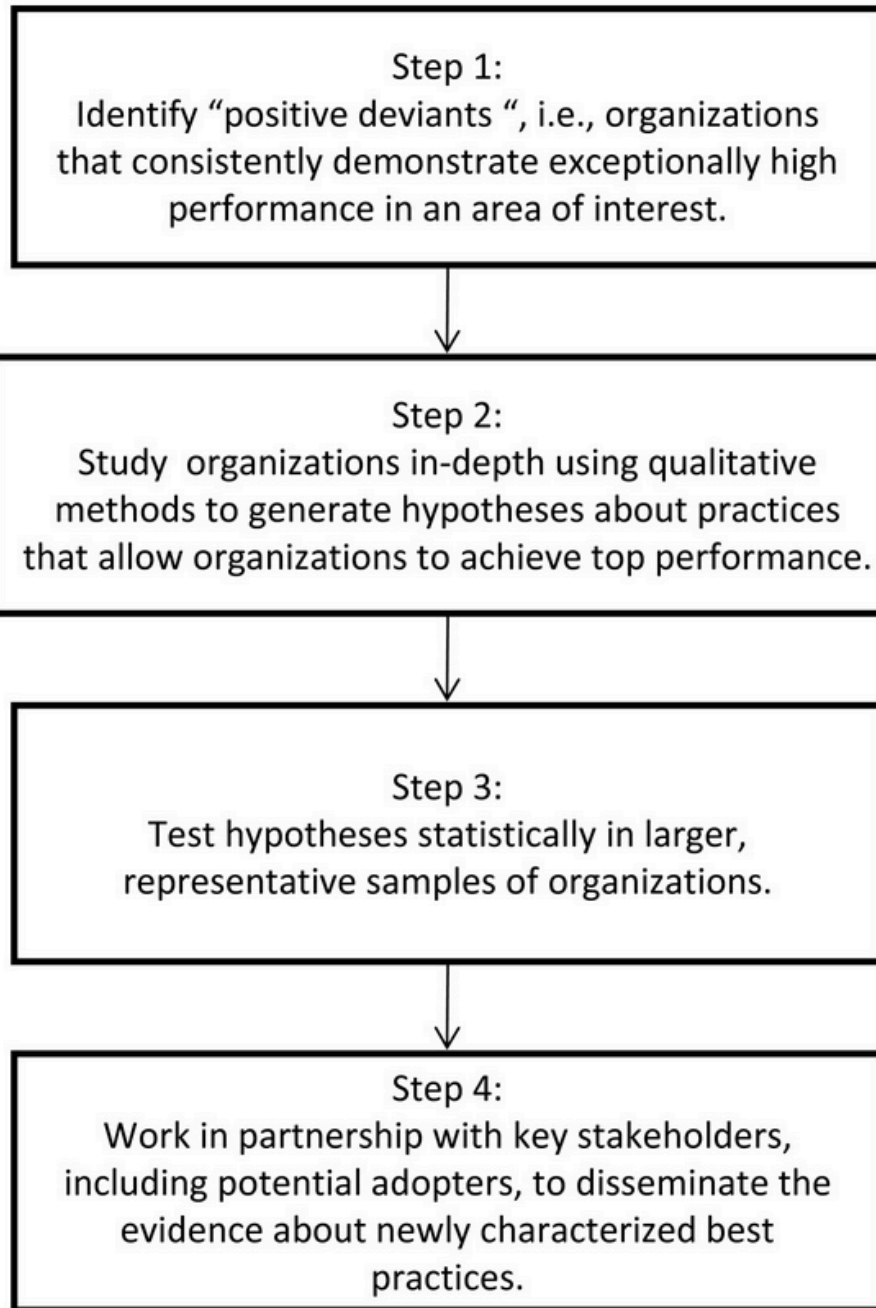 Step 1:
Identify “positive deviants “, i.e., organizations
that consistently demonstrate exceptionally high
performance in an area of interest.
Step 2:
Study  organizations in-depth using qualitative
methods to generate hypotheses about practices
that allow organizations to achieve top performance.
Step 3:
Test hypotheses statistically in larger,
representative samples of organizations.
Step 4:
Work in partnership with key stakeholders,
including potential adopters, to disseminate the
evidence about newly characterized best
practices.